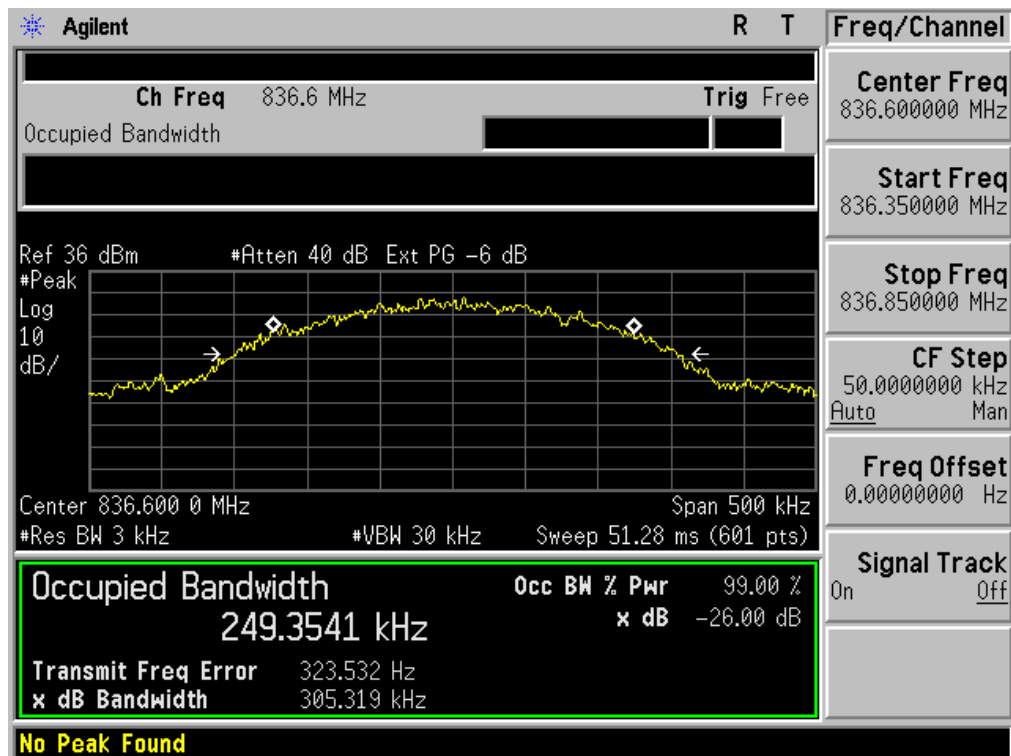 Agilent R T
Ch Freq 836.6 MHz Trig Free
Occupied Bandwidth
Ref 36 dBm #Atten 40 dB Ext PG -6 dB
#Peak
Log
10
dB/
Center 836.600 0 MHz Span 500 kHz
#Res BW 3 kHz #VBW 30 kHz Sweep 51.28 ms (601 pts)
Occupied Bandwidth Occ BW % Pwr 99.00 %
249.3541 kHz x dB -26.00 dB
Transmit Freq Error 323.532 Hz
x dB Bandwidth 305.319 kHz
No Peak Found
Freq/Channel
Center Freq
836.600000 MHz
Start Freq
836.350000 MHz
Stop Freq
836.850000 MHz
CF Step
50.0000000 kHz
Auto Man
Freq Offset
0.00000000 Hz
Signal Track
On Off